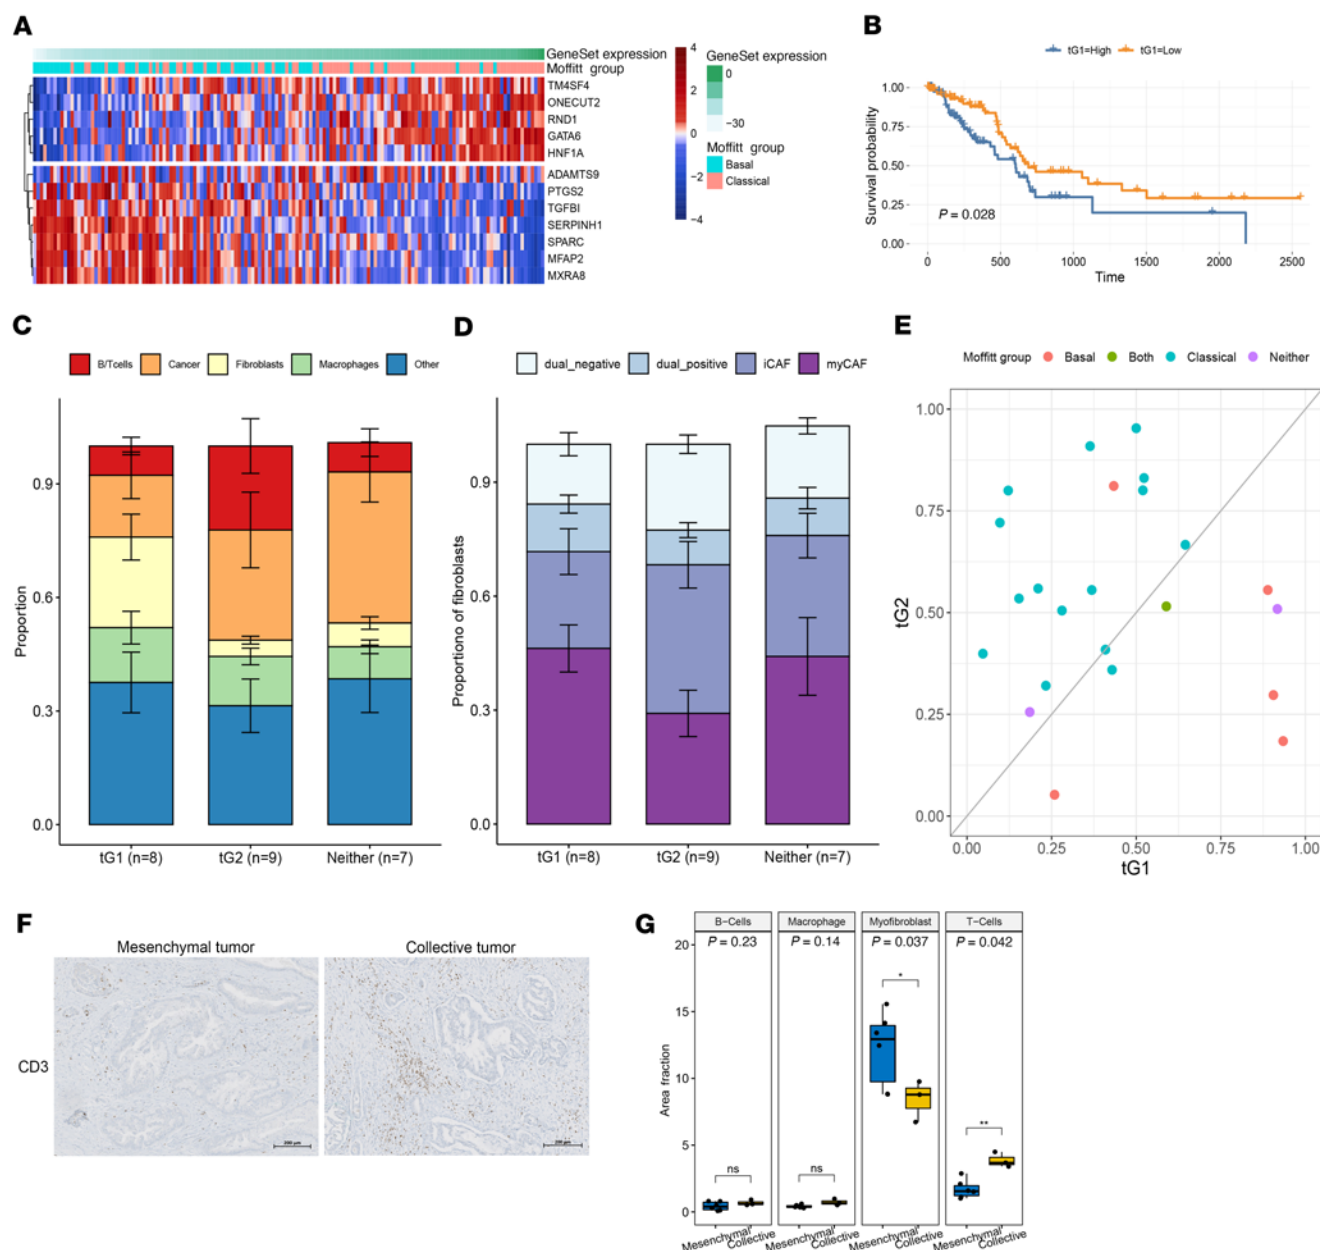 A
GeneSet expression
Moffitt group
TM4SF4
ONECUT2
RND1
GATA6
HNF1A
ADAMTS9
PTGS2
TGFBI
SERPINH1
SPARC
MFAP2
MXRA8
4
2
0
−2
−4
GeneSet expression
0
−30
Moffitt group
Basal
Classical
B
tG1=High tG1=Low
Survival probability
1.00
0.75
0.50
0.25
0.00
P = 0.028
0 500 1000 1500 2000 2500
Time
C
B/Tcells Cancer Fibroblasts Macrophages Other
Proportion
0.9
0.6
0.3
0.0
tG1 (n=8) tG2 (n=9) Neither (n=7)
D
dual_negative dual_positive iCAF myCAF
Proportiono of fibroblasts
0.9
0.6
0.3
0.0
tG1 (n=8) tG2 (n=9) Neither (n=7)
E
Moffitt group Basal Both Classical Neither
tG2
1.00
0.75
0.50
0.25
0.00
0.00 0.25 0.50 0.75 1.00
tG1
F
Mesenchymal tumor Collective tumor
CD3
200 µm 200 µm
G
B−Cells Macrophage Myofibroblast T−Cells
P = 0.23 P = 0.14 P = 0.037 P = 0.042
Area fraction
20
15
10
5
0
ns ns * **
Mesenchymal Collective Mesenchymal Collective Mesenchymal Collective Mesenchymal Collective